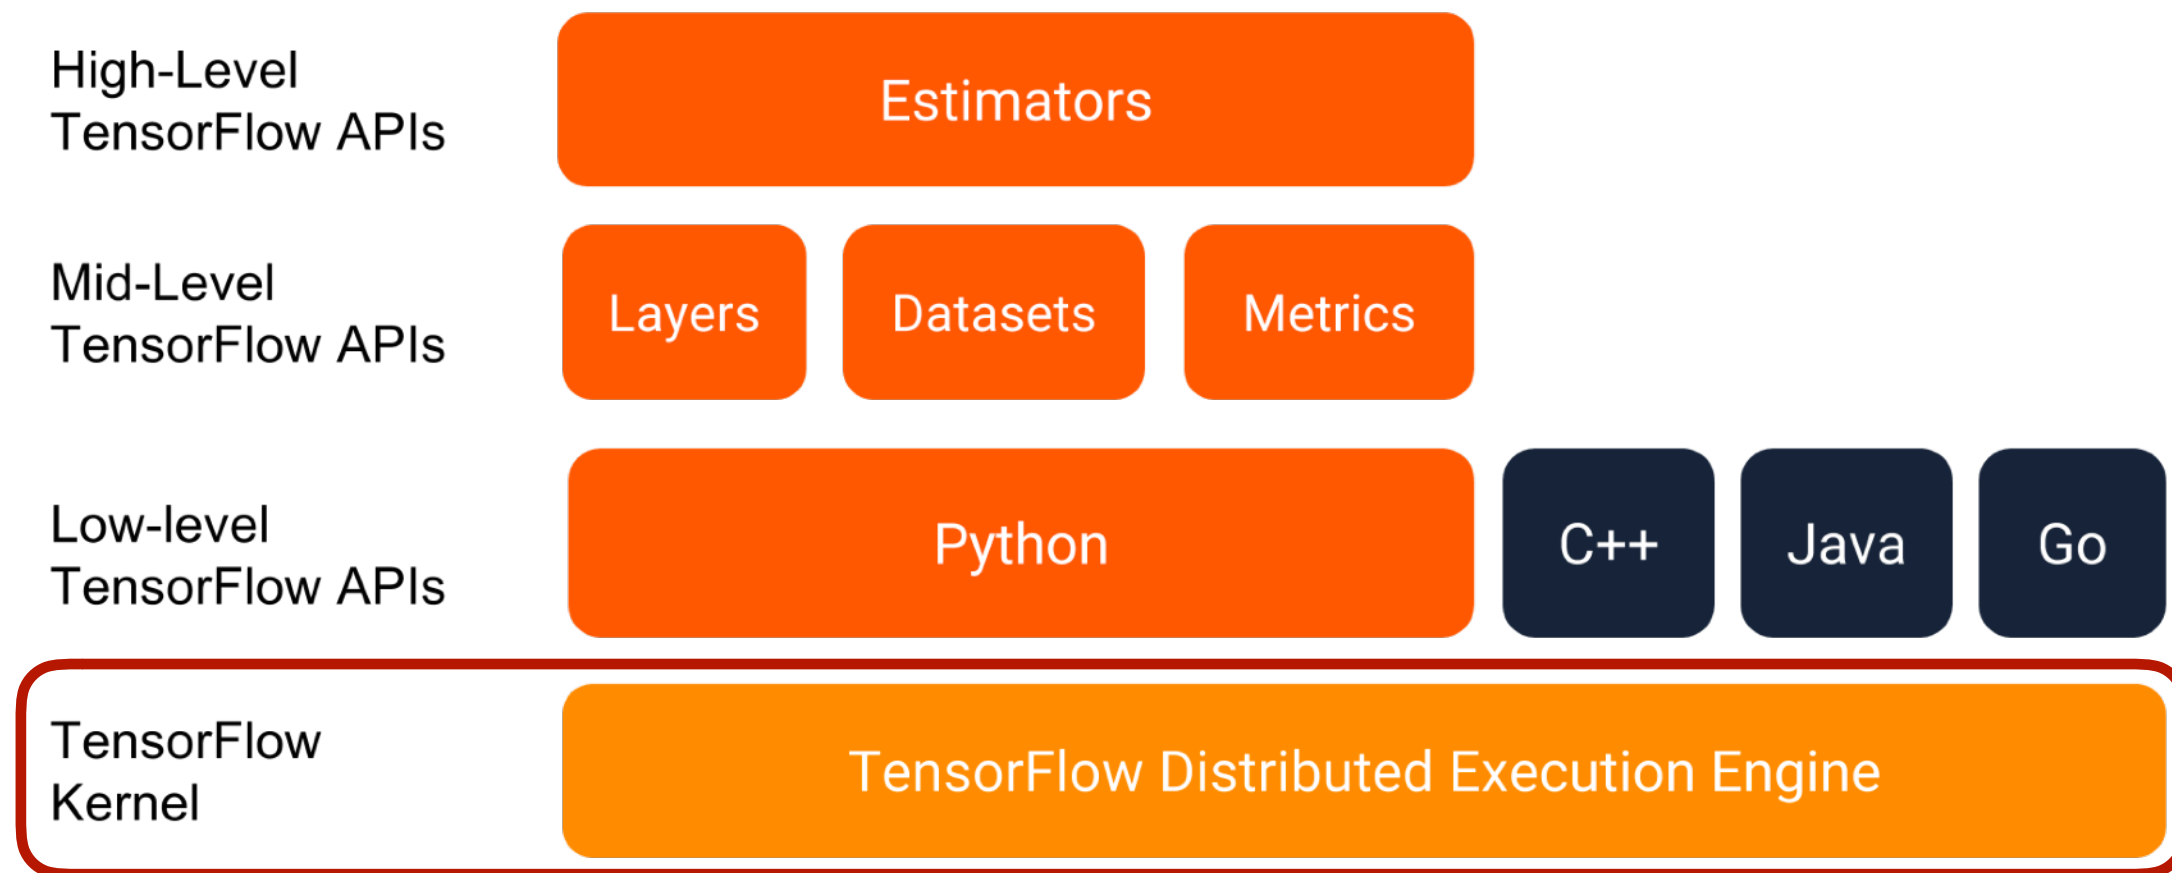 High-Level
TensorFlow APIs
Estimators
Mid-Level
TensorFlow APIs
Layers
Datasets
Metrics
Low-level
TensorFlow APIs
Python
C++
Java
Go
TensorFlow
Kernel
TensorFlow Distributed Execution Engine